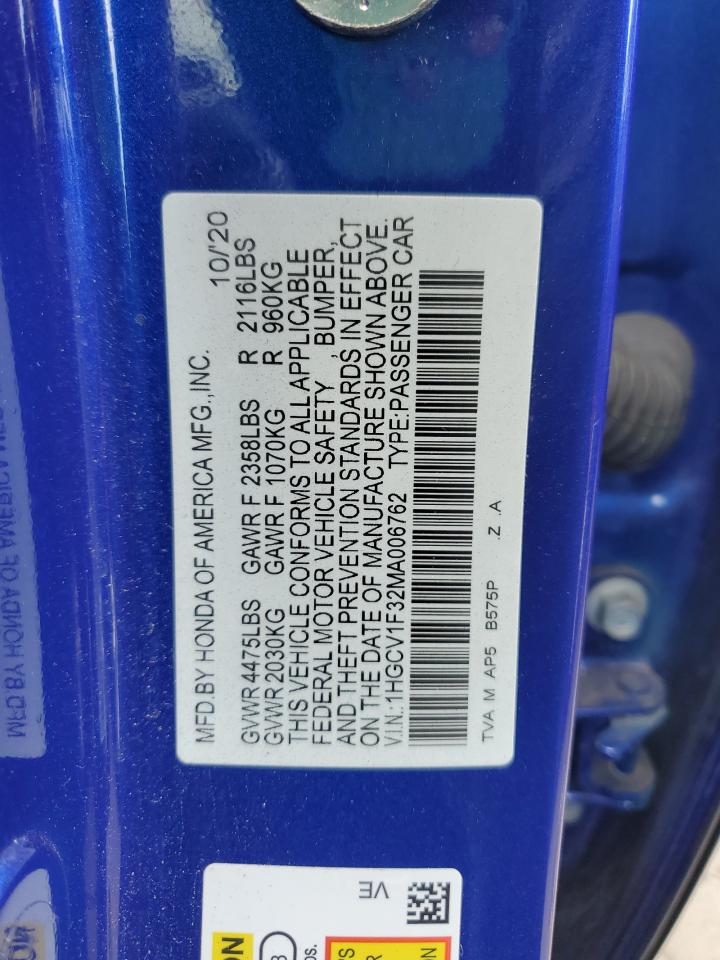 MFD.BY HONDA OF AMERICA MFG.,INC. 10/'20
GVWR 4475LBS GAWR F 2358LBS R 2116LBS
GVWR 2030KG GAWR F 1070KG R 960KG
THIS VEHICLE CONFORMS TO ALL APPLICABLE
FEDERAL MOTOR VEHICLE SAFETY , BUMPER,
AND THEFT PREVENTION STANDARDS IN EFFECT
ON THE DATE OF MANUFACTURE SHOWN ABOVE.
V.I.N.:1HGCV1F32MA006762 TYPE:PASSENGER CAR
TVA M AP5 B575P .Z .A
VE